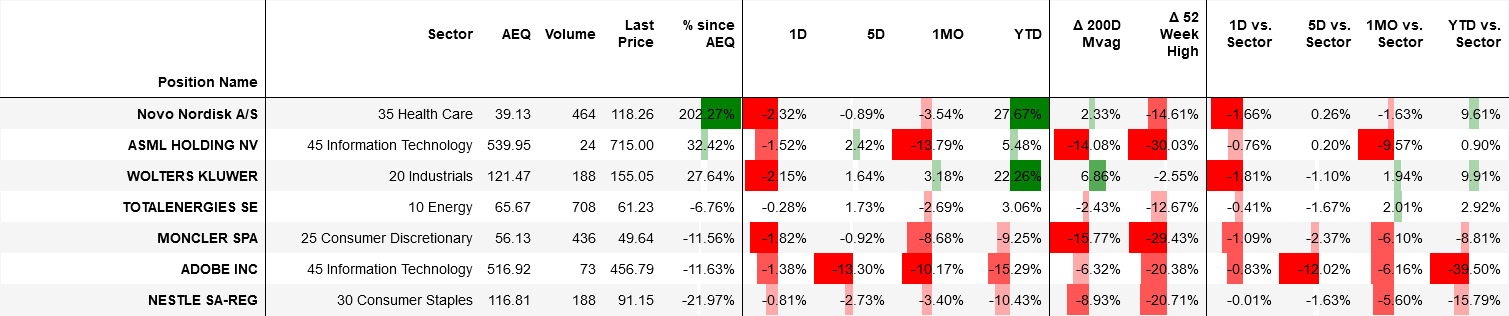 Position Name Sector AEQ Volume Last Price % since AEQ 1D 5D 1MO YTD Δ 200D Mvag Δ 52 Week High 1D vs. Sector 5D vs. Sector 1MO vs. Sector YTD vs. Sector
Novo Nordisk A/S 35 Health Care 39.13 464 118.26 202.27% -2.32% -0.89% -3.54% 27.67% 2.33% -14.61% -1.66% 0.26% -1.63% 9.61%
ASML HOLDING NV 45 Information Technology 539.95 24 715.00 32.42% -1.52% 2.42% -13.79% 5.48% -14.08% -30.03% -0.76% 0.20% -9.57% 0.90%
WOLTERS KLUWER 20 Industrials 121.47 188 155.05 27.64% -2.15% 1.64% 3.18% 22.26% 6.86% -2.55% -1.81% -1.10% 1.94% 9.91%
TOTALENERGIES SE 10 Energy 65.67 708 61.23 -6.76% -0.28% 1.73% -2.69% 3.06% -2.43% -12.67% -0.41% -1.67% 2.01% 2.92%
MONCLER SPA 25 Consumer Discretionary 56.13 436 49.64 -11.56% -1.82% -0.92% -8.68% -9.25% -15.77% -29.43% -1.09% -2.37% -6.10% -8.81%
ADOBE INC 45 Information Technology 516.92 73 456.79 -11.63% -1.38% -13.30% -10.17% -15.29% -6.32% -20.38% -0.83% -12.02% -6.16% -39.50%
NESTLE SA-REG 30 Consumer Staples 116.81 188 91.15 -21.97% -0.81% -2.73% -3.40% -10.43% -8.93% -20.71% -0.01% -1.63% -5.60% -15.79%